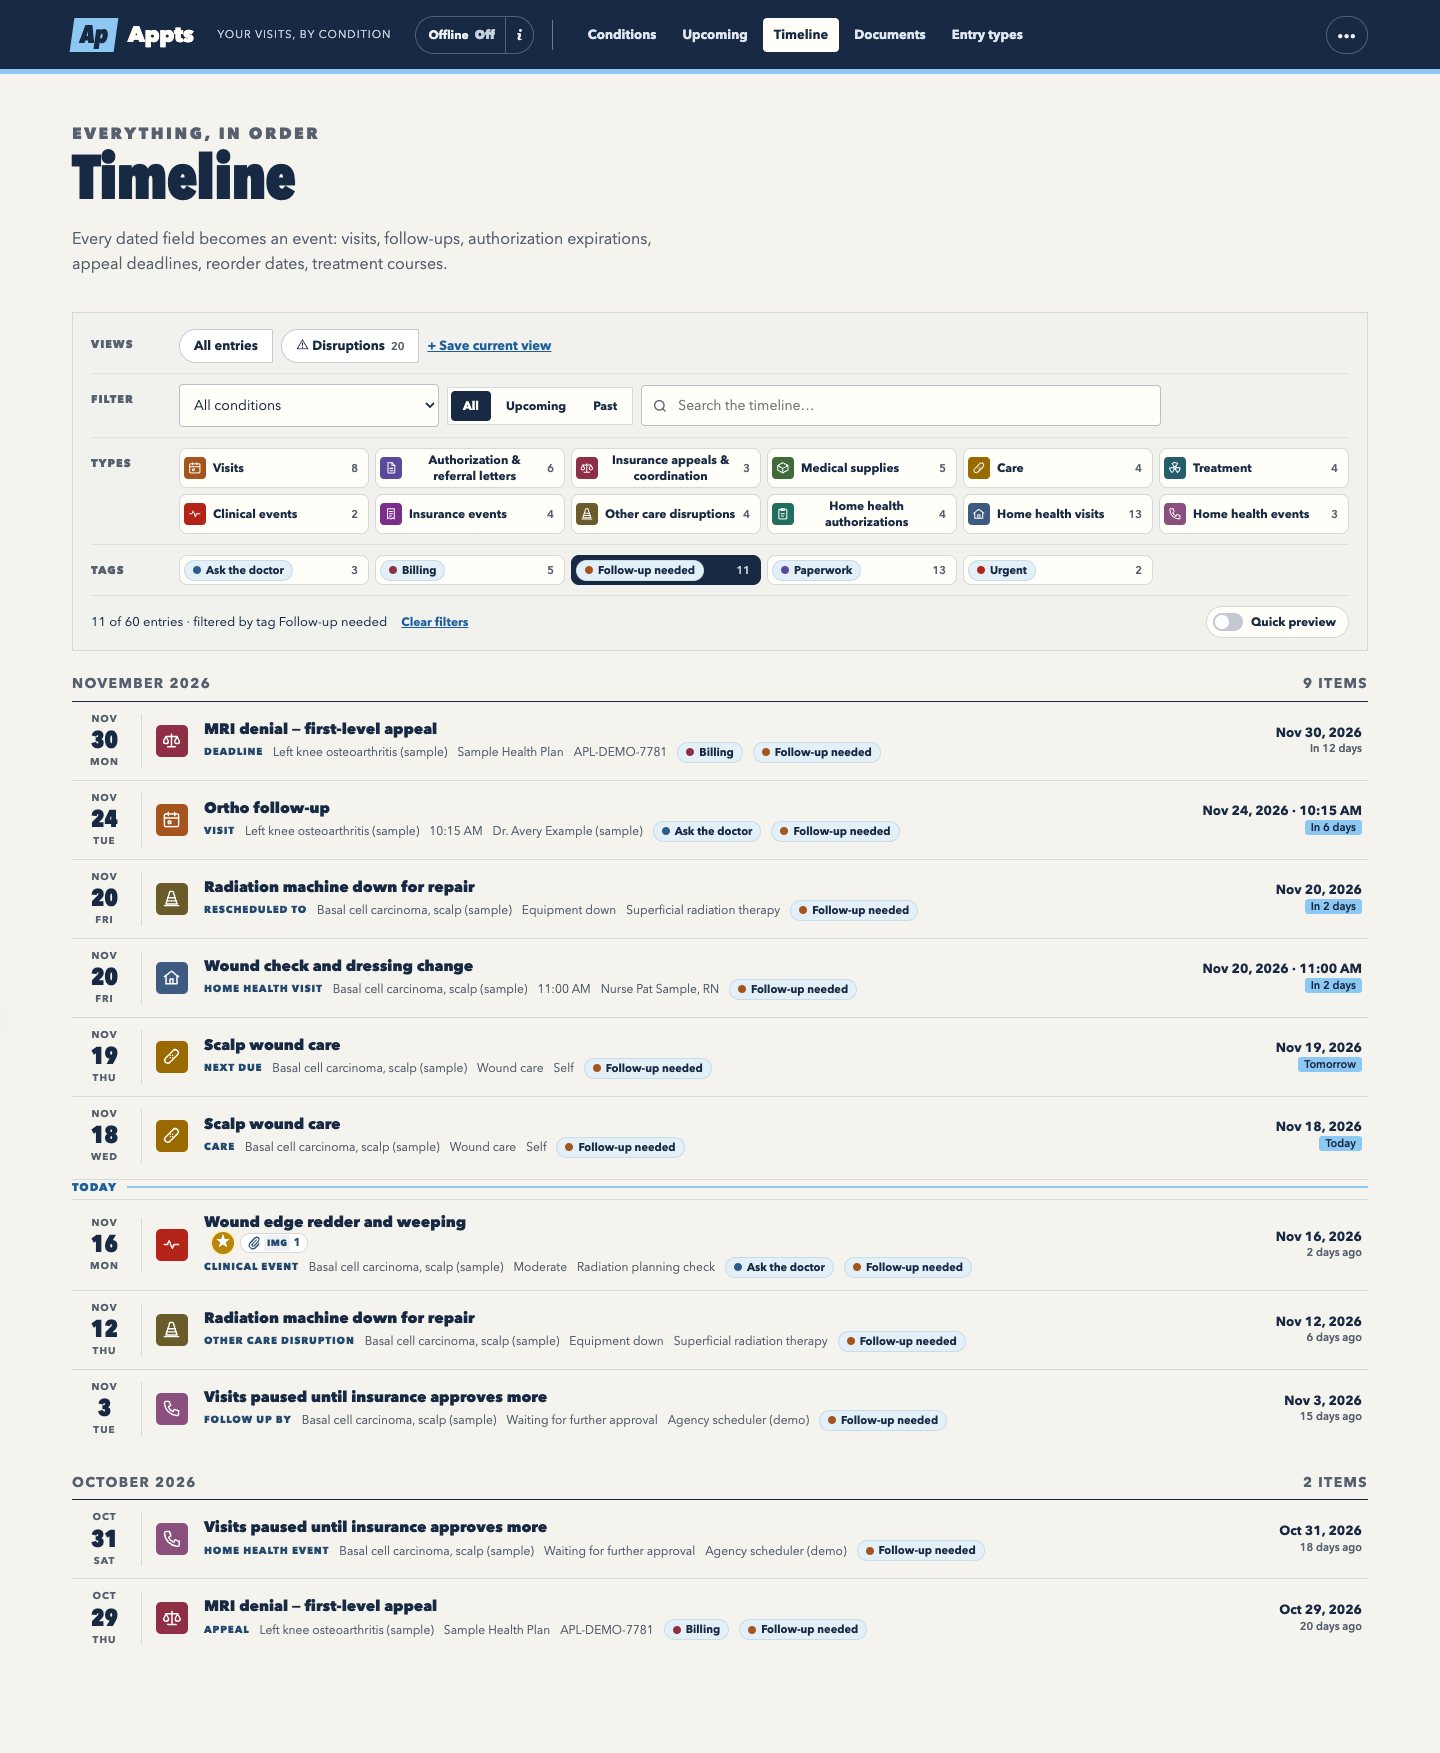 Ap Appts YOUR VISITS, BY CONDITION Offline Off i Conditions Upcoming Timeline Documents Entry types •••
EVERYTHING, IN ORDER
Timeline
Every dated field becomes an event: visits, follow-ups, authorization expirations,
appeal deadlines, reorder dates, treatment courses.
VIEWS All entries Disruptions 20 + Save current view
FILTER All conditions All Upcoming Past Search the timeline…
TYPES Visits 8 Authorization & referral letters 6 Insurance appeals & coordination 3 Medical supplies 5 Care 4 Treatment 4
Clinical events 2 Insurance events 4 Other care disruptions 4 Home health authorizations 4 Home health visits 13 Home health events 3
TAGS Ask the doctor 3 Billing 5 Follow-up needed 11 Paperwork 13 Urgent 2
11 of 60 entries · filtered by tag Follow-up needed Clear filters Quick preview
NOVEMBER 2026 9 ITEMS
NOV 30 MON
MRI denial – first-level appeal
DEADLINE Left knee osteoarthritis (sample) Sample Health Plan APL-DEMO-7781 Billing Follow-up needed
Nov 30, 2026
In 12 days
NOV 24 TUE
Ortho follow-up
VISIT Left knee osteoarthritis (sample) 10:15 AM Dr. Avery Example (sample) Ask the doctor Follow-up needed
Nov 24, 2026 · 10:15 AM
In 6 days
NOV 20 FRI
Radiation machine down for repair
RESCHEDULED TO Basal cell carcinoma, scalp (sample) Equipment down Superficial radiation therapy Follow-up needed
Nov 20, 2026
In 2 days
NOV 20 FRI
Wound check and dressing change
HOME HEALTH VISIT Basal cell carcinoma, scalp (sample) 11:00 AM Nurse Pat Sample, RN Follow-up needed
Nov 20, 2026 · 11:00 AM
In 2 days
NOV 19 THU
Scalp wound care
NEXT DUE Basal cell carcinoma, scalp (sample) Wound care Self Follow-up needed
Nov 19, 2026
Tomorrow
NOV 18 WED
Scalp wound care
CARE Basal cell carcinoma, scalp (sample) Wound care Self Follow-up needed
Nov 18, 2026
Today
TODAY
NOV 16 MON
Wound edge redder and weeping
IMG 1
CLINICAL EVENT Basal cell carcinoma, scalp (sample) Moderate Radiation planning check Ask the doctor Follow-up needed
Nov 16, 2026
2 days ago
NOV 12 THU
Radiation machine down for repair
OTHER CARE DISRUPTION Basal cell carcinoma, scalp (sample) Equipment down Superficial radiation therapy Follow-up needed
Nov 12, 2026
6 days ago
NOV 3 TUE
Visits paused until insurance approves more
FOLLOW UP BY Basal cell carcinoma, scalp (sample) Waiting for further approval Agency scheduler (demo) Follow-up needed
Nov 3, 2026
15 days ago
OCTOBER 2026 2 ITEMS
OCT 31 SAT
Visits paused until insurance approves more
HOME HEALTH EVENT Basal cell carcinoma, scalp (sample) Waiting for further approval Agency scheduler (demo) Follow-up needed
Oct 31, 2026
18 days ago
OCT 29 THU
MRI denial – first-level appeal
APPEAL Left knee osteoarthritis (sample) Sample Health Plan APL-DEMO-7781 Billing Follow-up needed
Oct 29, 2026
20 days ago